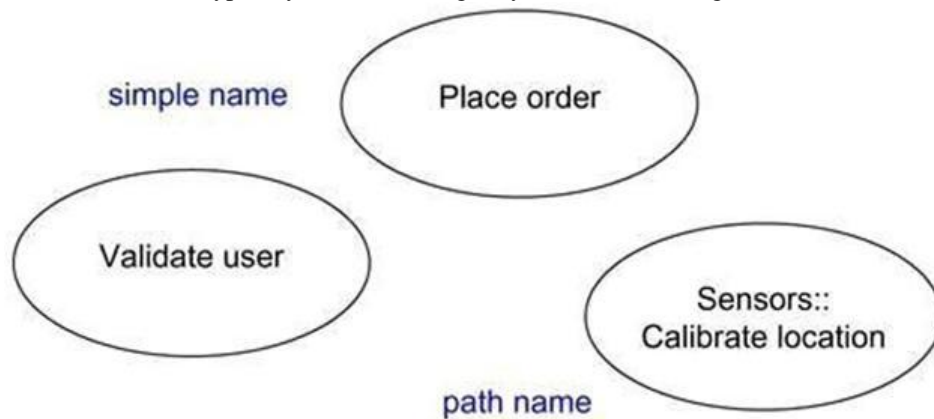 simple name
Place order
Validate user
Sensors::
Calibrate location
path name